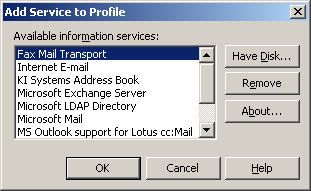 Add Service to Profile
Available information services:
Fax Mail Transport
Internet E-mail
KI Systems Address Book
Microsoft Exchange Server
Microsoft LDAP Directory
Microsoft Mail
MS Outlook support for Lotus cc:Mail
Have Disk...
Remove
About...
OK
Cancel
Help